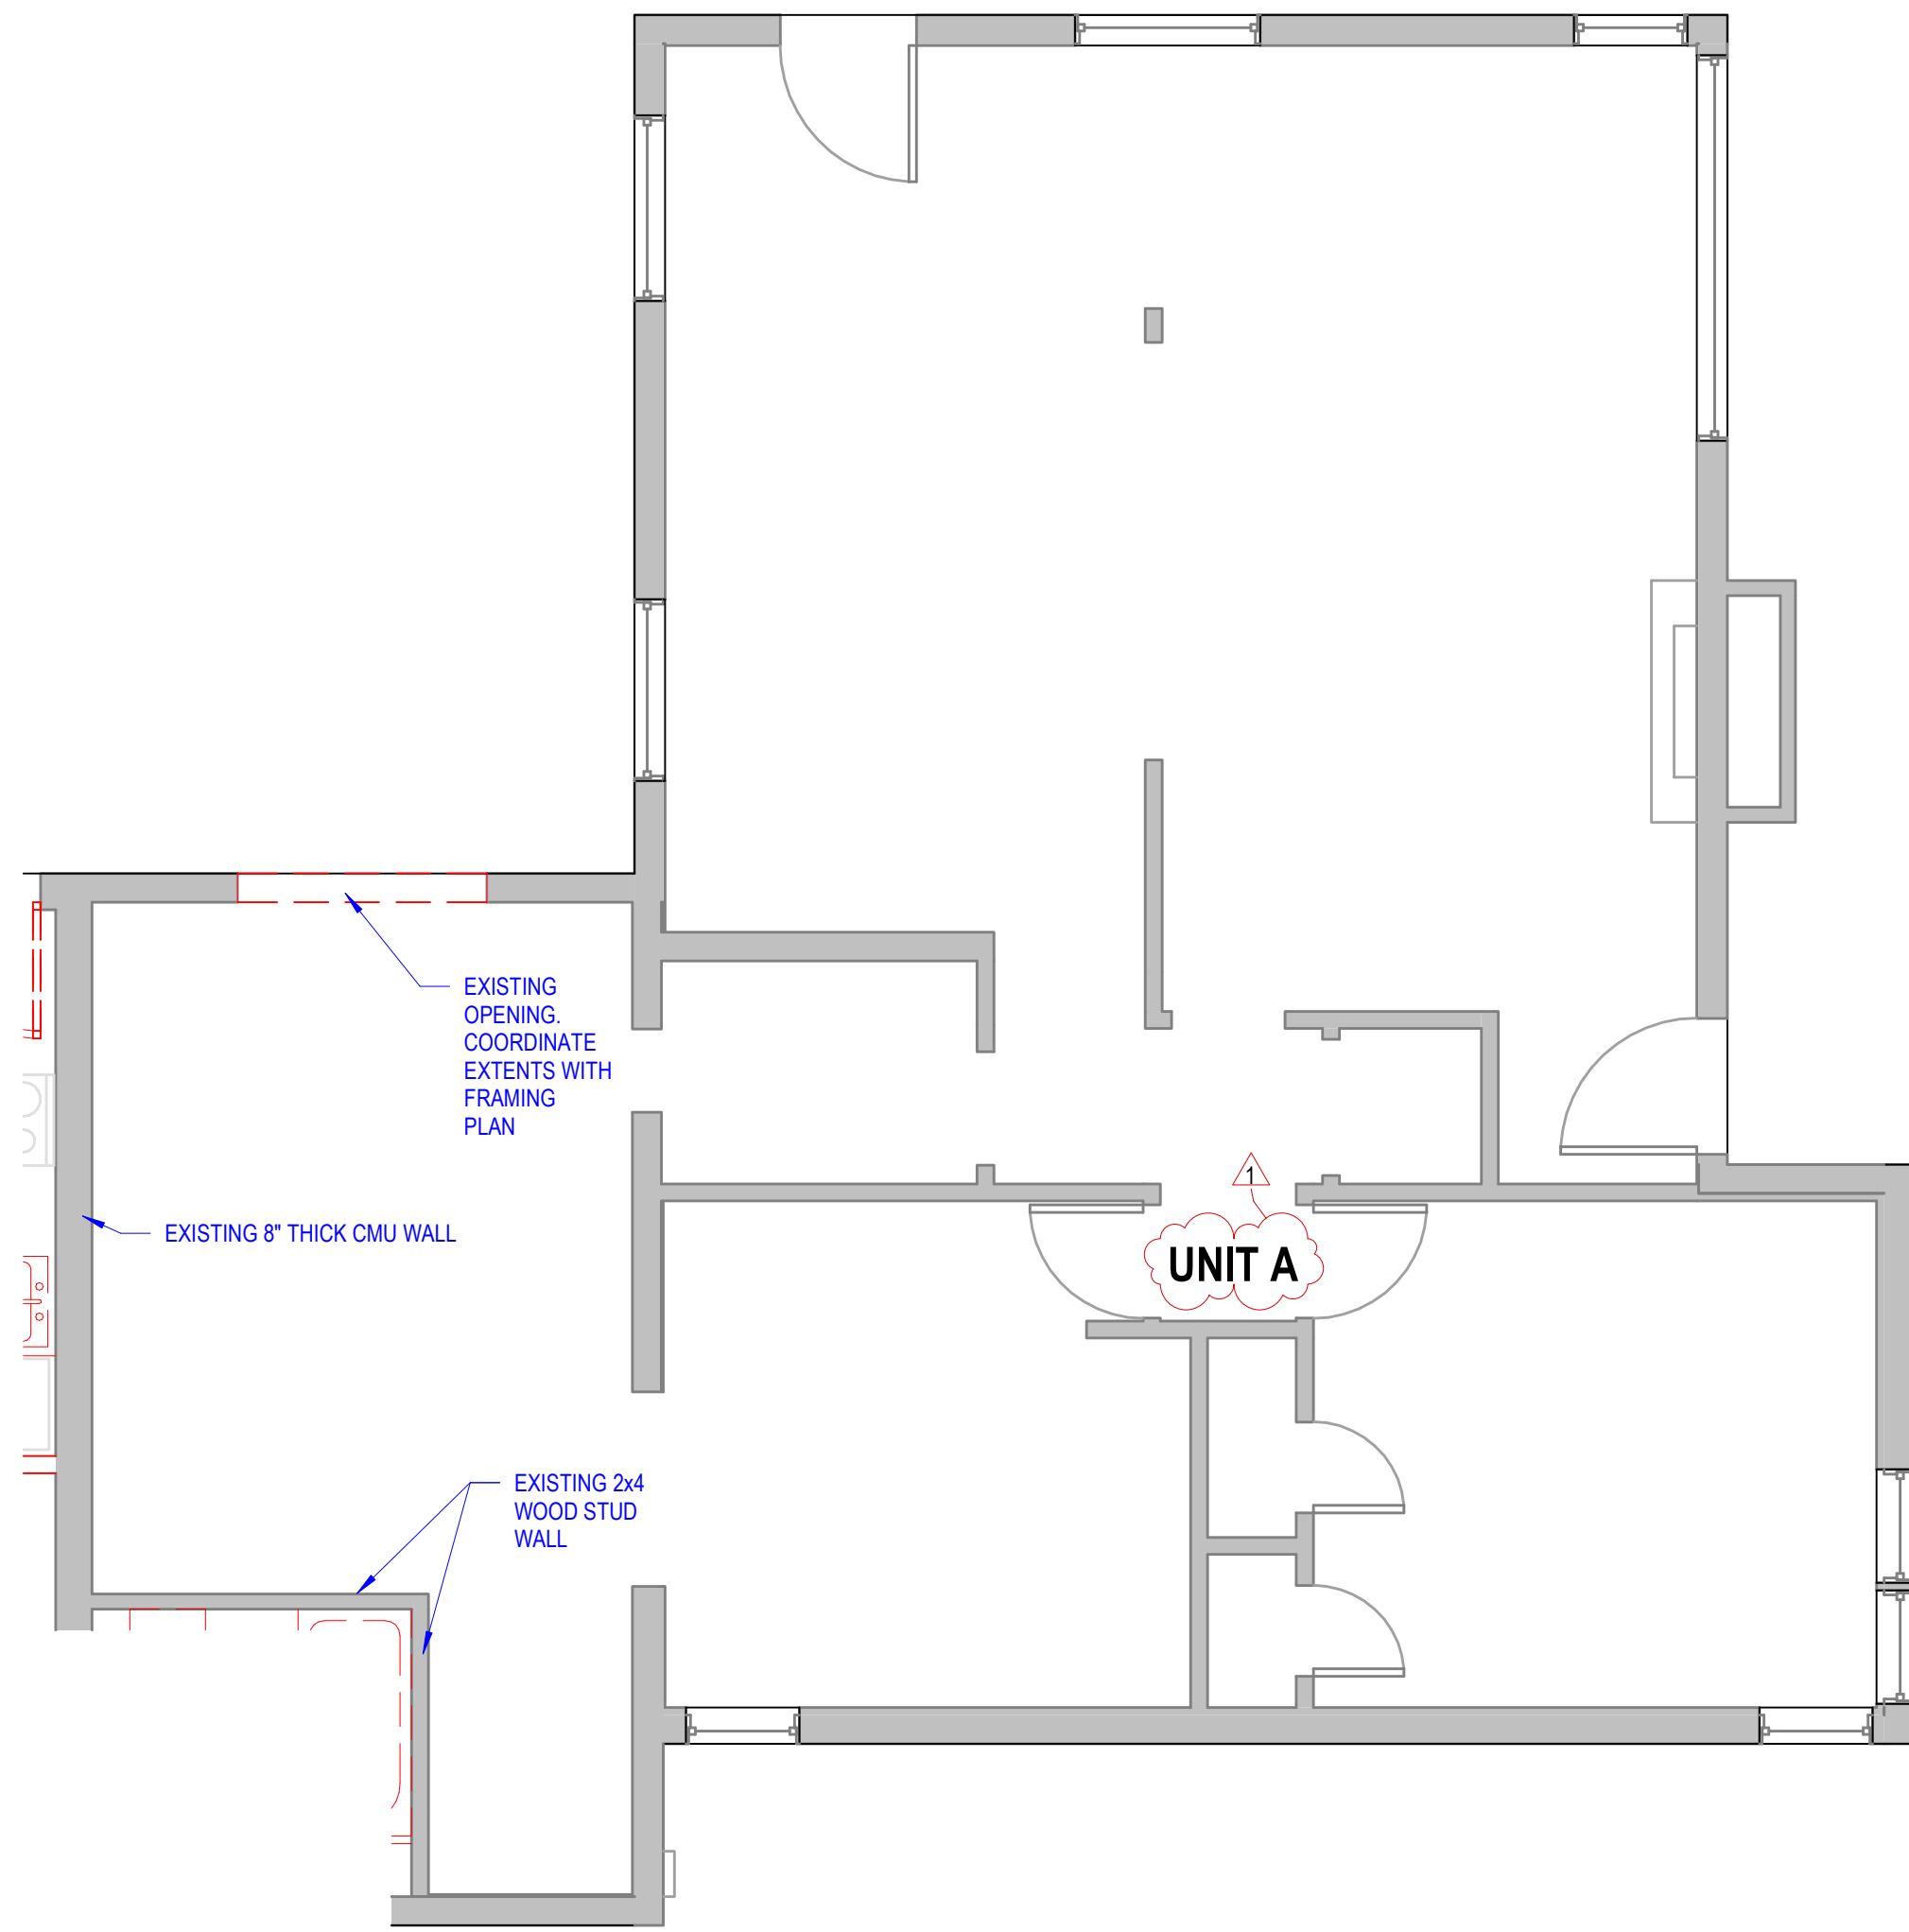 EXISTING
OPENING.
COORDINATE
EXTENTS WITH
FRAMING
PLAN
1
EXISTING 8" THICK CMU WALL
UNIT A
EXISTING 2x4
WOOD STUD
WALL